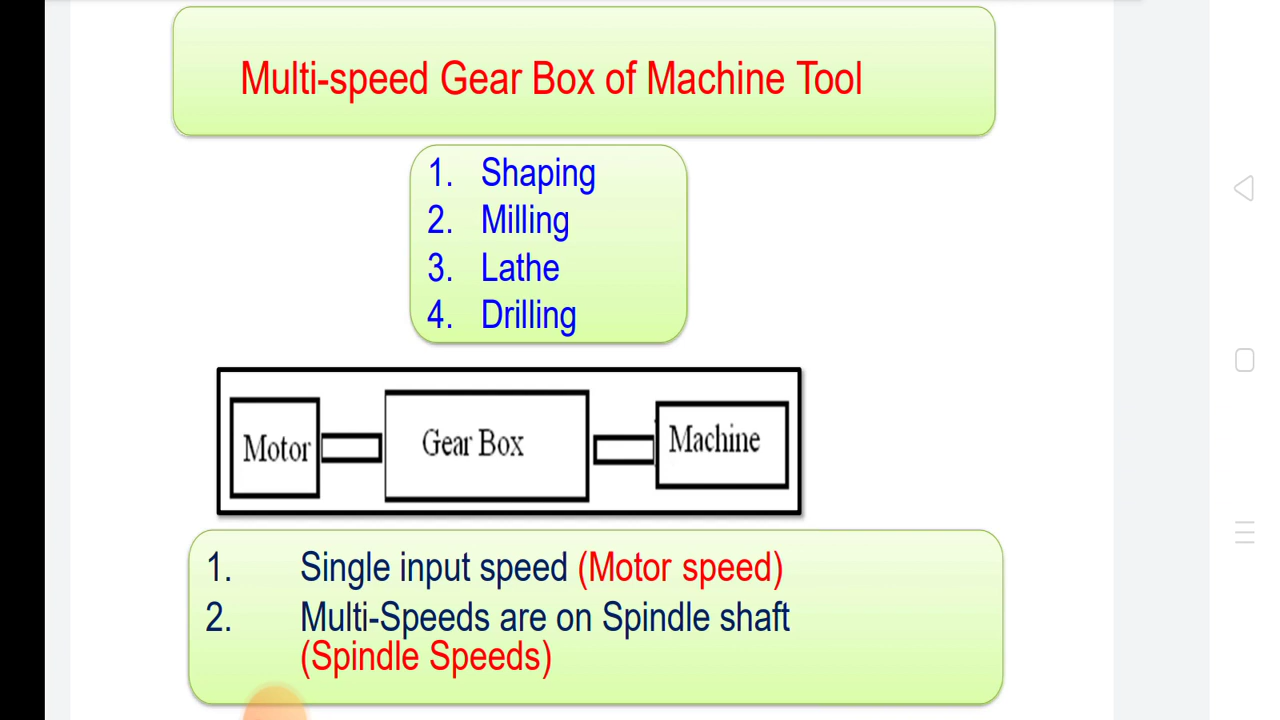 Multi-speed Gear Box of Machine Tool
1. Shaping
2. Milling
3. Lathe
4. Drilling
Motor
Gear Box
Machine
1. Single input speed (Motor speed)
2. Multi-Speeds are on Spindle shaft
(Spindle Speeds)